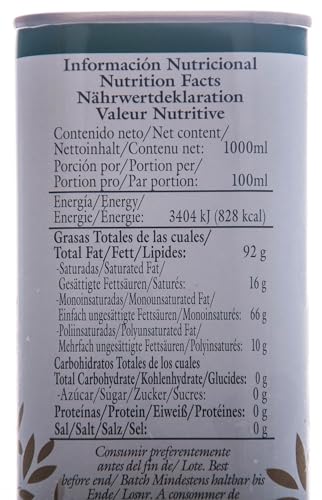 Información Nutricional
Nutrition Facts
Nährwertdeklaration
Valeur Nutritive
Contenido neto/Net content/
Nettoinhalt/Contenu net: 1000ml
Porción por/Portion per/
Portion pro/Par portion: 100ml
Energía/Energy/
Energie/Énergie: 3404 kJ (828 kcal)
Grasas Totales de las cuales/
Total Fat/Fett/Lipides: 92 g
-Saturadas/Saturated Fat/
Gesättigte Fettsäuren/Saturés: 16 g
-Monoinsaturadas/Monounsaturated Fat/
Einfach ungesättigte Fettsäuren/Monoinsaturés: 66 g
-Poliinsaturadas/Polyunsaturated Fat/
Mehrfach ungesättigte Fettsäuren/Polyinsaturés: 10 g
Carbohidratos Totales de los cuales
Total Carbohydrate/Kohlenhydrate/Glucides: 0 g
-Azúcar/Sugar/Zucker/Sucres: 0 g
Proteínas/Protein/Eiweiß/Protéines: 0 g
Sal/Salt/Salz/Sel: 0 g
Consumir preferentemente
antes del fin de/ Lote. Best
before end/ Batch Mindestens haltbar bis
Ende/ Losnr. A consommer de